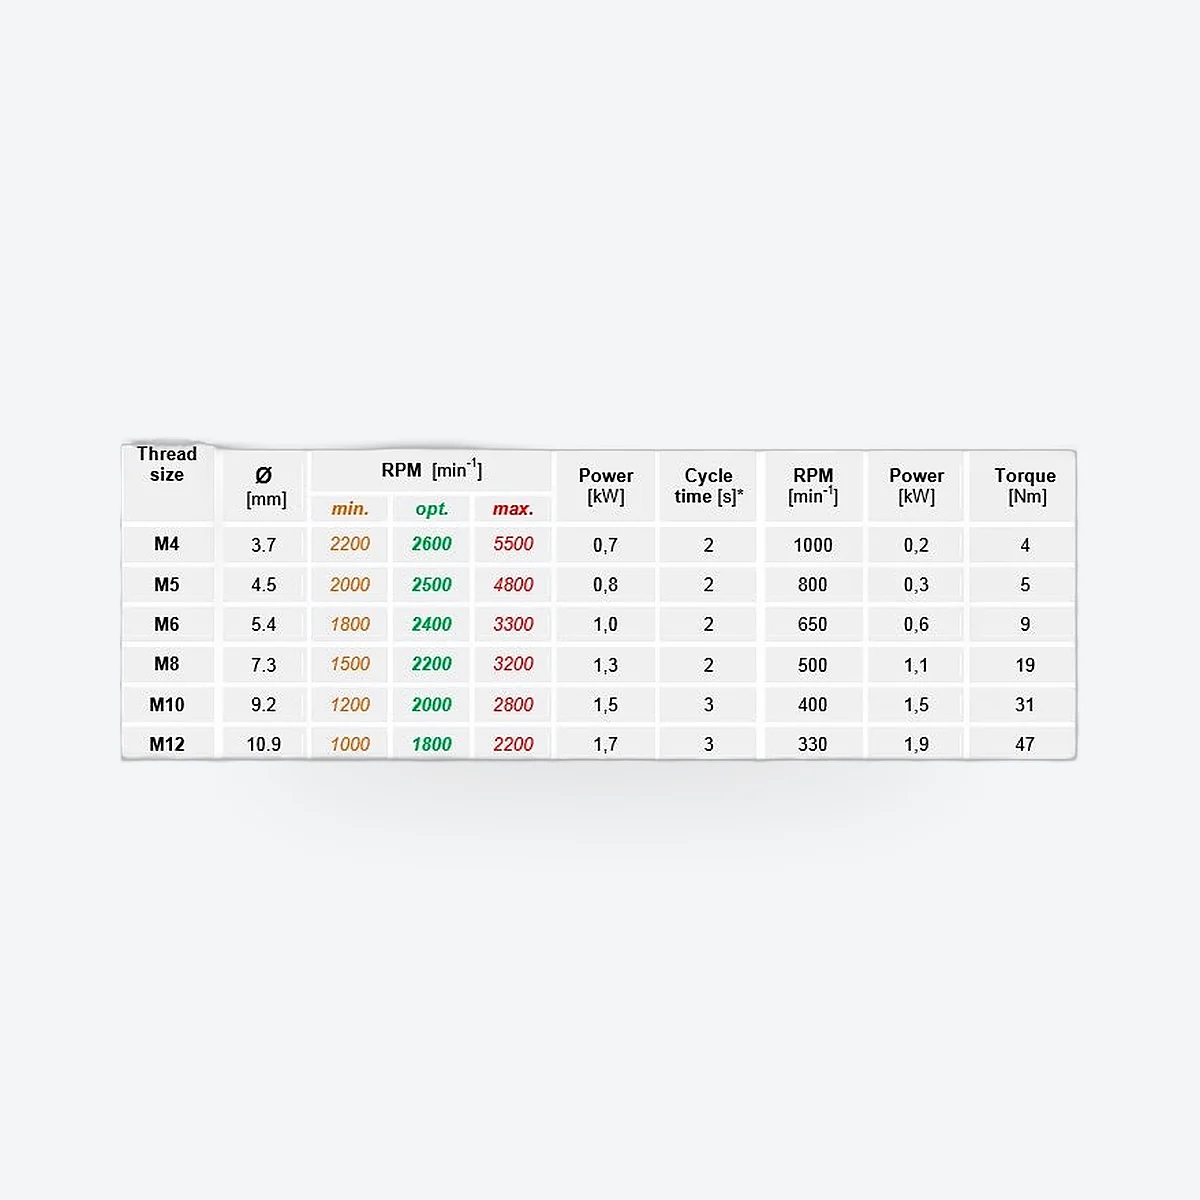 Thread size Ø [mm] RPM [min-1] Power [kW] Cycle time [s]* RPM [min-1] Power [kW] Torque [Nm]
min. opt. max.
M4 3.7 2200 2600 5500 0,7 2 1000 0,2 4
M5 4.5 2000 2500 4800 0,8 2 800 0,3 5
M6 5.4 1800 2400 3300 1,0 2 650 0,6 9
M8 7.3 1500 2200 3200 1,3 2 500 1,1 19
M10 9.2 1200 2000 2800 1,5 3 400 1,5 31
M12 10.9 1000 1800 2200 1,7 3 330 1,9 47